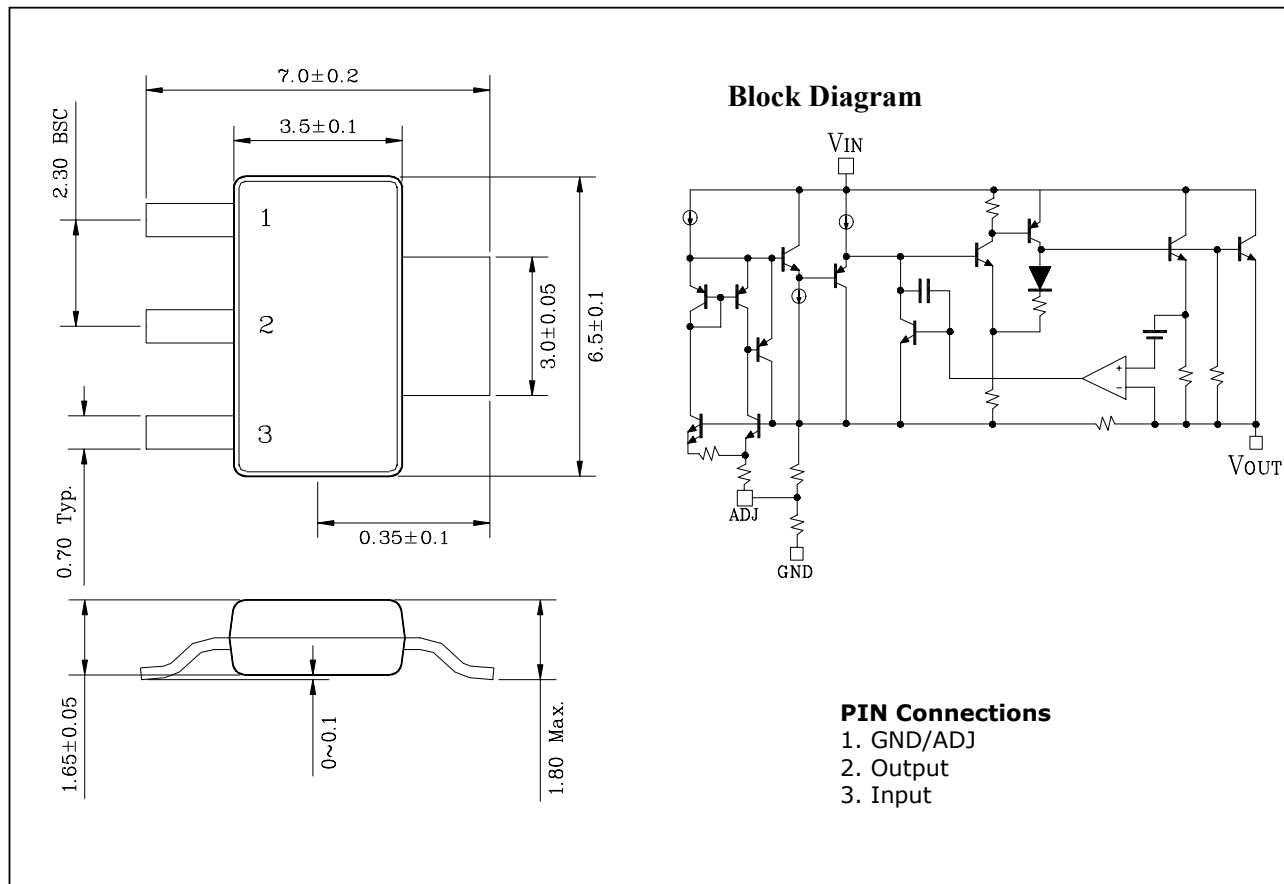 7.0±0.2
3.5±0.1
2.30 BSC
1
2
3
3.0±0.05
6.5±0.1
0.70 Typ.
0.35±0.1
1.65±0.05
0~0.1
1.80 Max.
Block Diagram
VIN
+
−
ADJ
GND
VOUT
PIN Connections
1. GND/ADJ
2. Output
3. Input